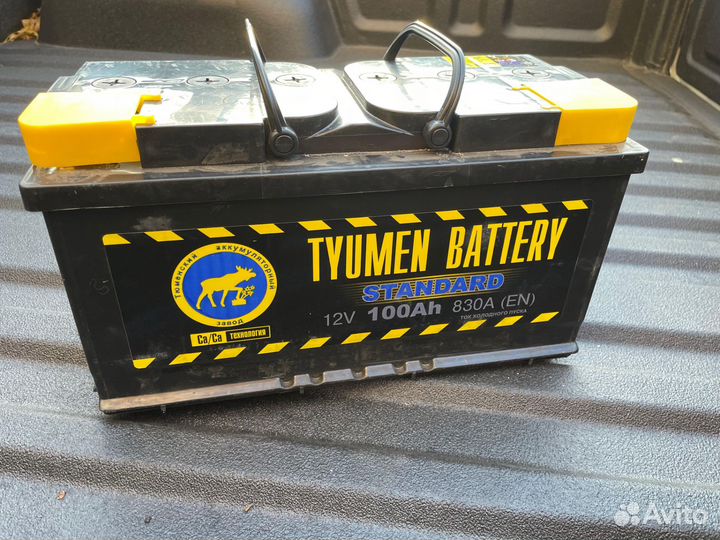 TYUMEN BATTERY
STANDARD
12V 100Ah 830A (EN)
ТОК ХОЛОДНОГО ПУСКА
Тюменский аккумуляторный
завод
Ca/Ca ТЕХНОЛОГИЯ
Avito